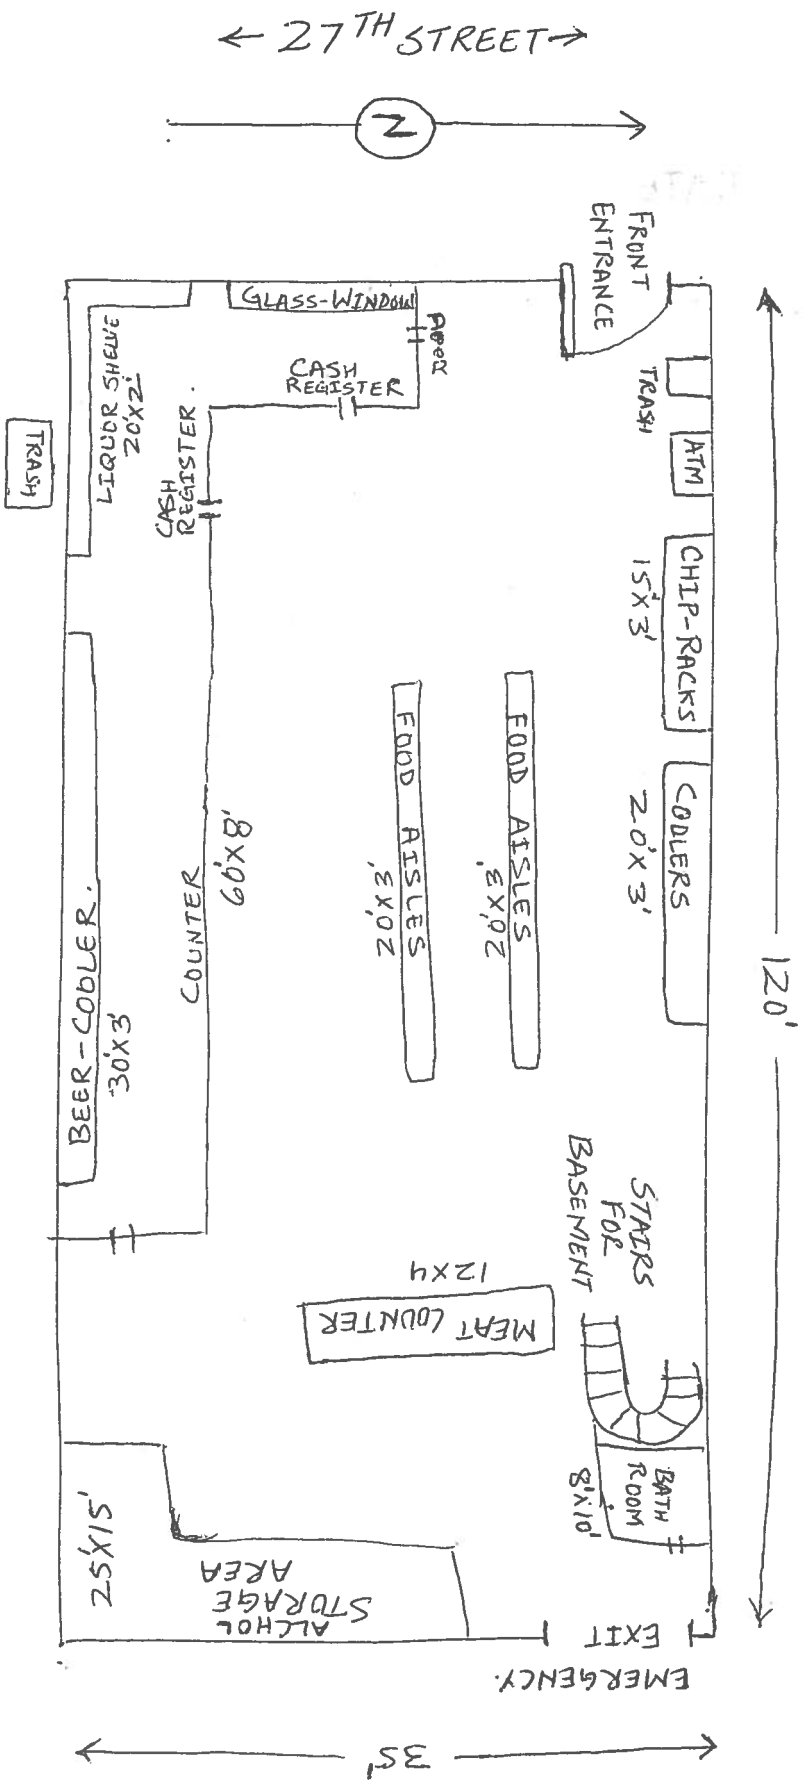 ← 27TH STREET →
N
FRONT
ENTRANCE
GLASS-WINDOW
DOOR
CASH
REGISTER
LIQUOR SHELVE
20'X2'
CASH
REGISTER.
TRASH
TRASH
ATM
CHIP-RACKS
15'X3'
FOOD AISLES
20'X3'
FOOD AISLES
20'X3'
COOLERS
20'X3'
COUNTER
60'X8'
BEER-COOLER.
30'X3'
120'
STAIRS
FOR
BASEMENT
12X4
MEAT COUNTER
BATH
ROOM
8'X10'
25'X15'
ALCHOL
STORAGE
AREA
EMERGENCY.
EXIT
35'